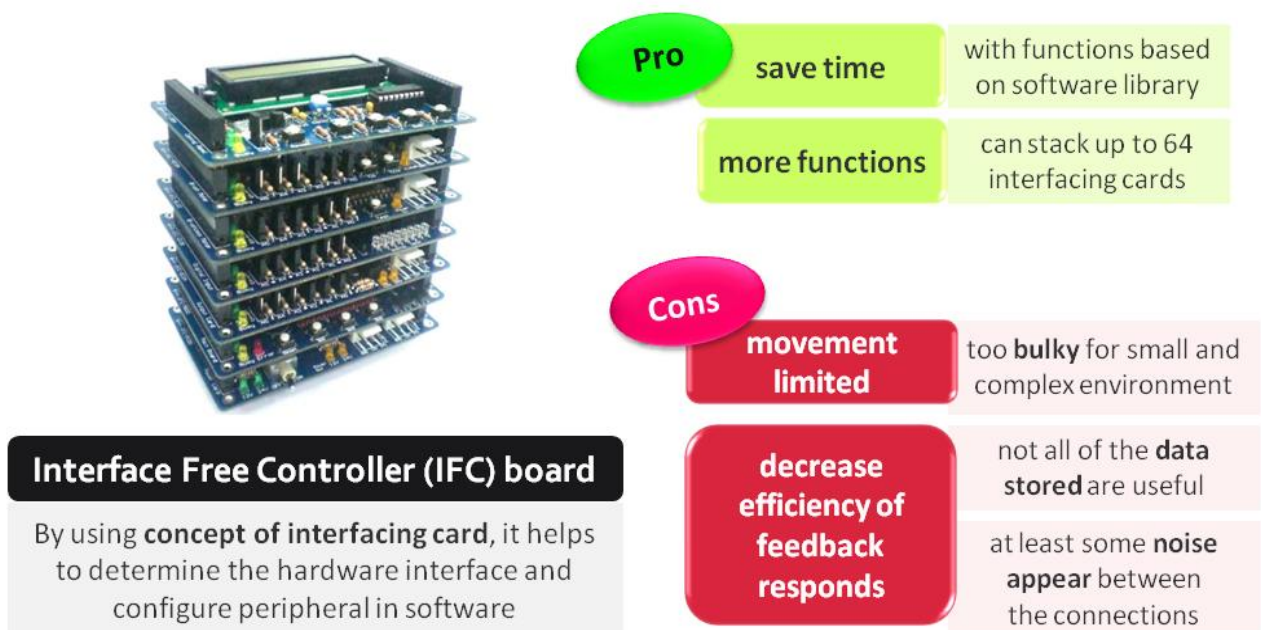 Pro
save time
with functions based
on software library
more functions
can stack up to 64
interfacing cards
Cons
movement
limited
too bulky for small and
complex environment
decrease
efficiency of
feedback
responds
not all of the data
stored are useful
at least some noise
appear between
the connections
Interface Free Controller (IFC) board
By using concept of interfacing card, it helps
to determine the hardware interface and
configure peripheral in software